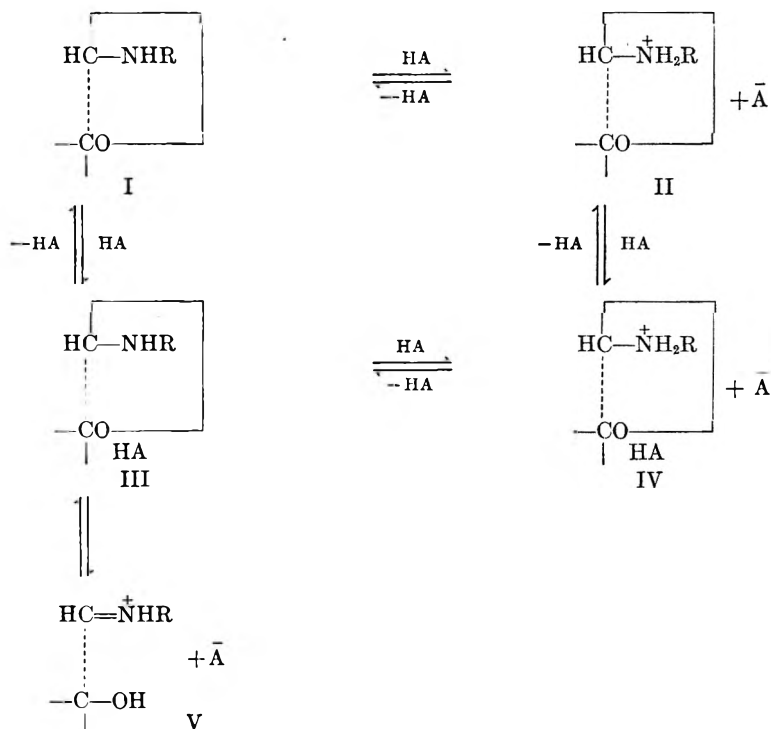 HC—NHR HA HC—N⁺H₂R
—HA + Ā
—CO —CO
I II
—HA HA —HA HA
HC—NHR HA HC—N⁺H₂R
—HA + Ā
—CO —CO
HA HA
III IV
HC=N⁺HR
+ Ā
—C—OH
V